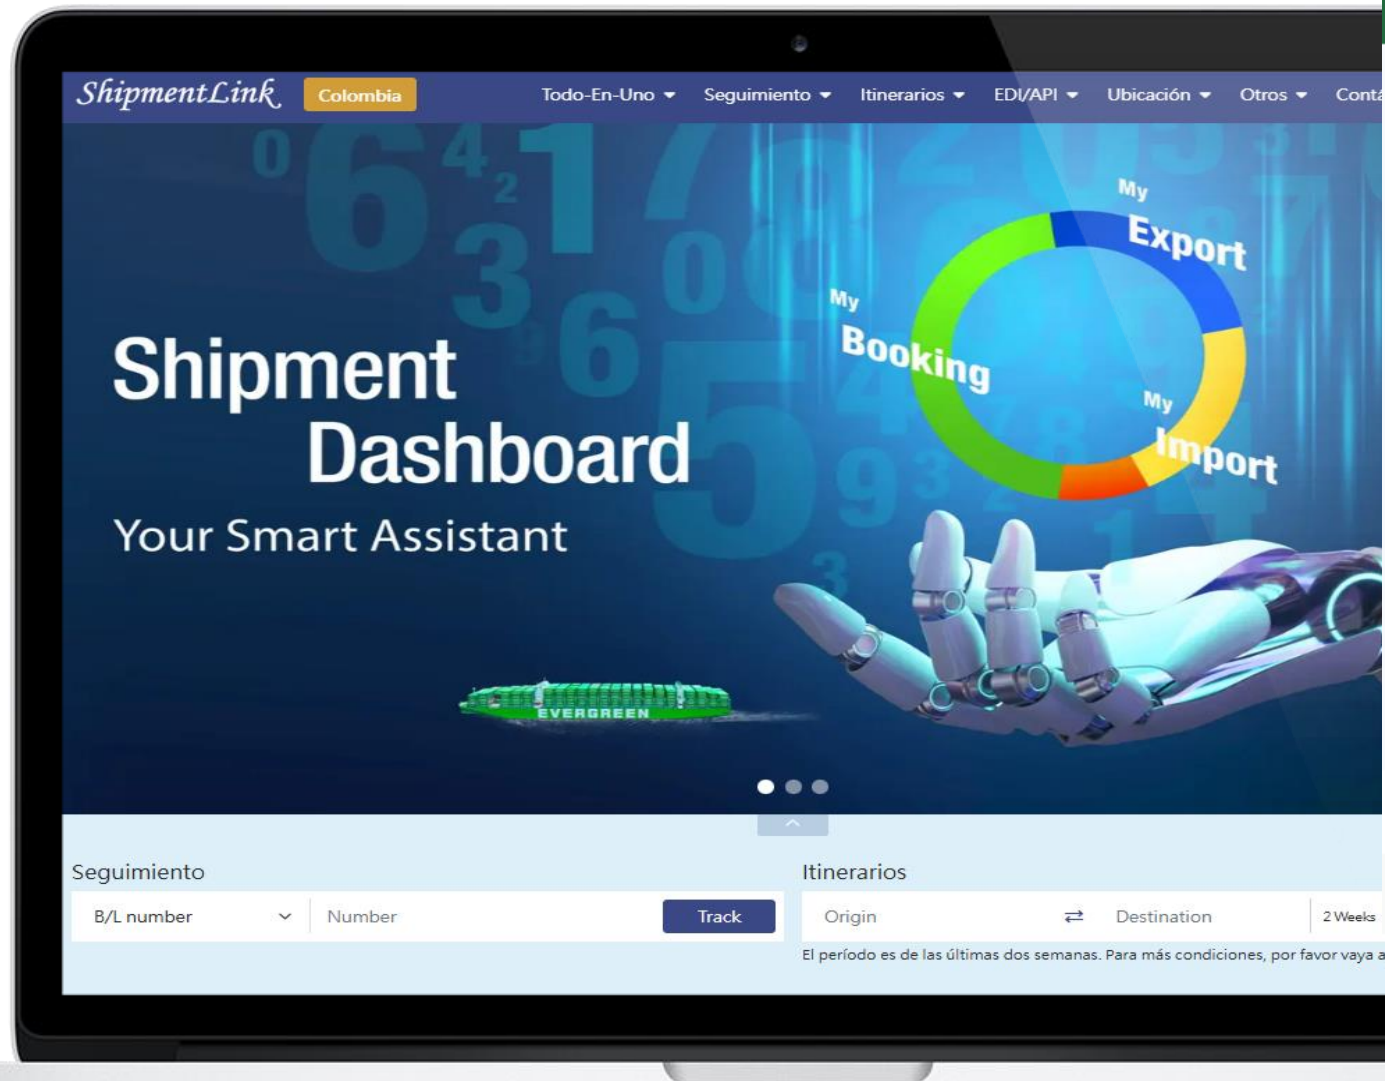 ShipmentLink Colombia Todo-En-Uno Seguimiento Itinerarios EDI/API Ubicación Otros
My
Export
My
Booking
My
Import
Shipment
Dashboard
Your Smart Assistant
EVERGREEN
Seguimiento
B/L number Number Track
Itinerarios
Origin Destination 2 Weeks
El período es de las últimas dos semanas. Para más condiciones, por favor vaya a